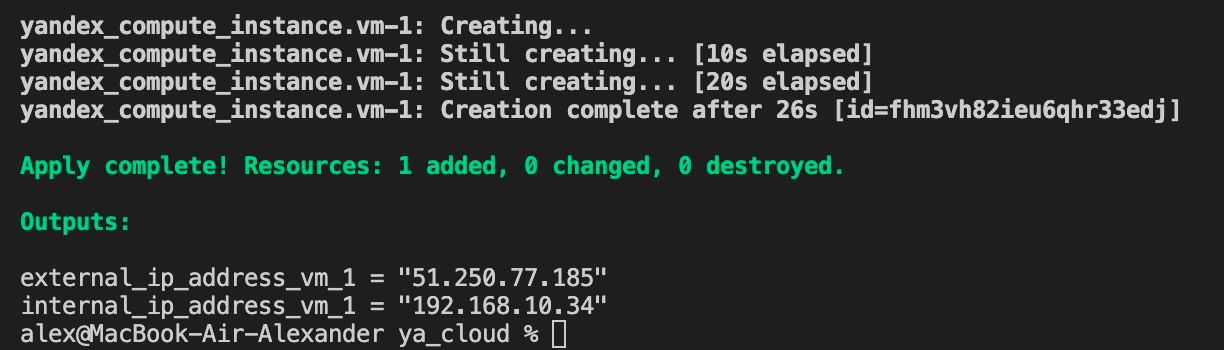 yandex_compute_instance.vm-1: Creating...
yandex_compute_instance.vm-1: Still creating... [10s elapsed]
yandex_compute_instance.vm-1: Still creating... [20s elapsed]
yandex_compute_instance.vm-1: Creation complete after 26s [id=fhm3vh82ieu6qhr33edj]
Apply complete! Resources: 1 added, 0 changed, 0 destroyed.
Outputs:
external_ip_address_vm_1 = "51.250.77.185"
internal_ip_address_vm_1 = "192.168.10.34"
alex@MacBook-Air-Alexander ya_cloud %